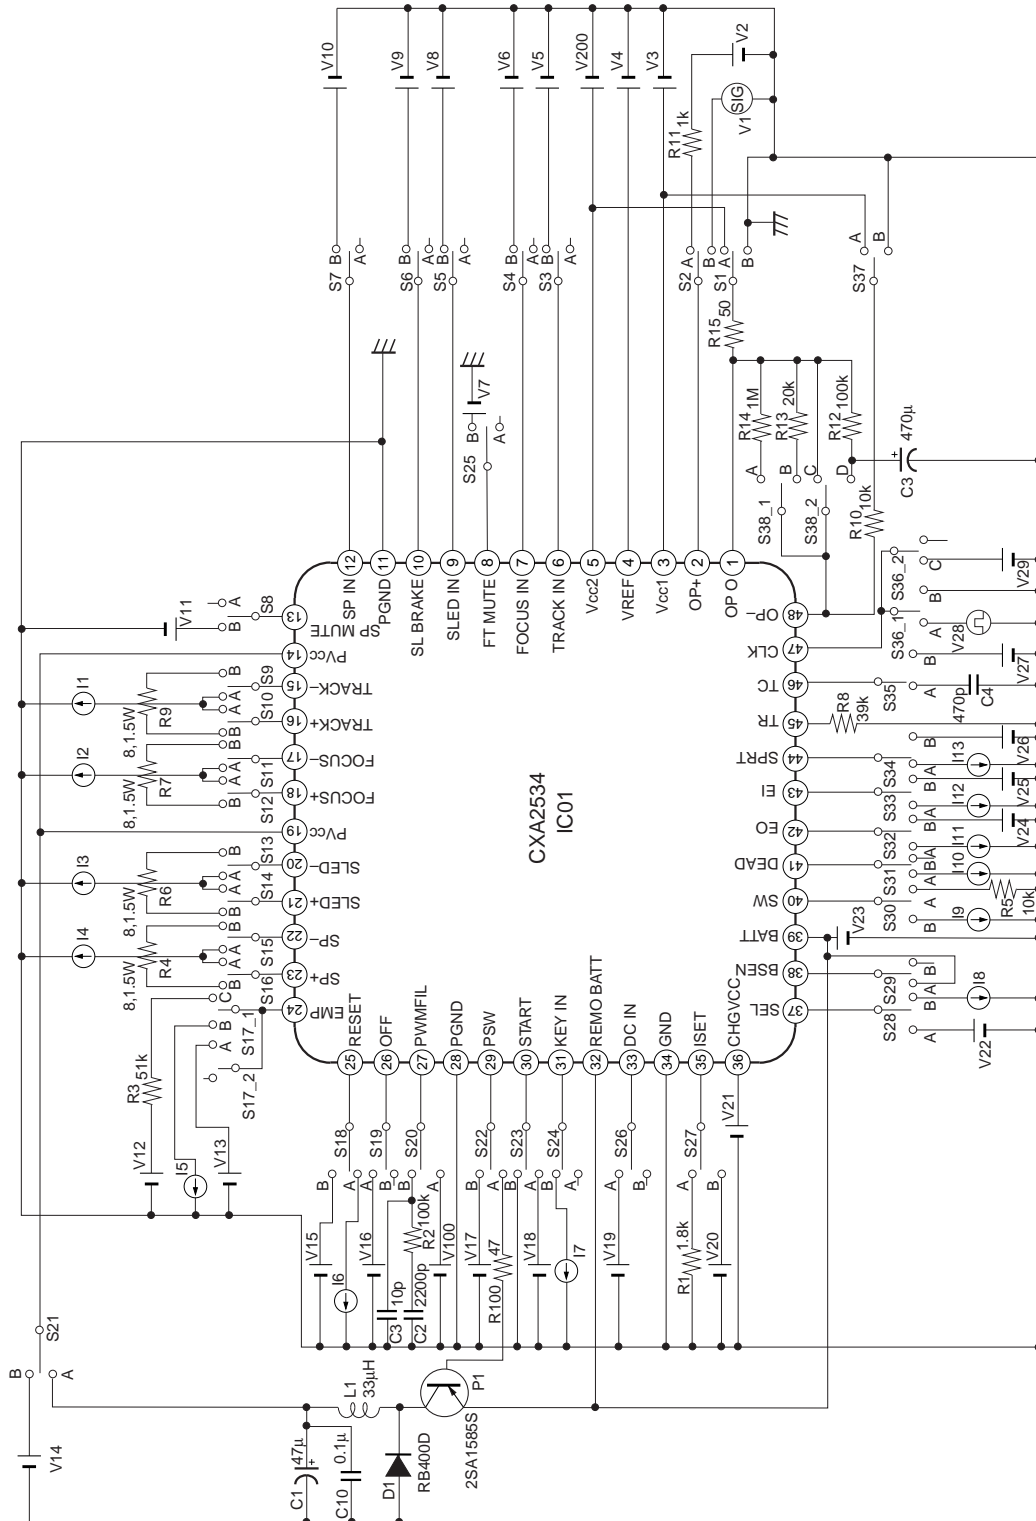 V10
V9
V8
V6
V5
V200
V4
V3
V2
SIG
V1
R11
1k
S7
B
A
S6
B
A
S5
B
A
S4
B
A
S3
B
A
S2
A
B
S1
A
B
S37
A
B
R15
50
V7
B
A
S25
R14
1M
R13
20k
R12
100k
A
B
C
D
S38_1
S38_2
R10
10k
C3
470μ
+
12
11
10
9
8
7
6
5
4
3
2
1
SP IN
PGND
SL BRAKE
SLED IN
FT MUTE
FOCUS IN
TRACK IN
Vcc2
VREF
Vcc1
OP+
OP O
V11
A
B
S8
13
SP MUTE
14
PVcc
15
TRACK−
16
TRACK+
17
FOCUS−
18
FOCUS+
19
PVcc
20
SLED−
21
SLED+
22
SP−
23
SP+
24
EMP
I1
R9
8,1.5W
B
A
A
B
S9
S10
I2
R7
8,1.5W
B
A
A
B
S11
S12
I3
R6
8,1.5W
B
A
A
B
S13
S14
I4
R4
8,1.5W
B
A
A
B
S15
S16
C
B
A
S17_1
S17_2
R3
51k
V12
I5
V13
CXA2534
IC01
48
OP−
47
CLK
46
TC
45
TR
44
SPRT
43
EI
42
EO
41
DEAD
40
SW
39
BATT
38
BSEN
37
SEL
S36_2
C
B
V29
S36_1
A
B
V28
V27
S35
A
470p
C4
R8
39k
B
V26
S34
A
I13
B
V25
S33
A
I12
B
V24
S32
A
I11
B
S31
A
I10
S30
A
B
R5
10k
I9
V23
S29
B
A
S28
B
A
I8
V22
RESET
OFF
PWMFIL
PGND
PSW
START
KEY IN
REMO BATT
DC IN
GND
ISET
CHGVCC
25
26
27
28
29
30
31
32
33
34
35
36
S18
B
A
S19
A
B
S20
B
A
S22
A
B
S23
A
B
S24
B
A
S26
A
B
S27
A
B
V21
V15
I6
V16
C3
10p
C2
2200p
R2
100k
V100
V17
R100
47
V18
I7
V19
R1
1.8k
V20
S21
B
A
V14
L1
33μH
P1
2SA1585S
C1
47μ
+
C10
0.1μ
D1
RB400D